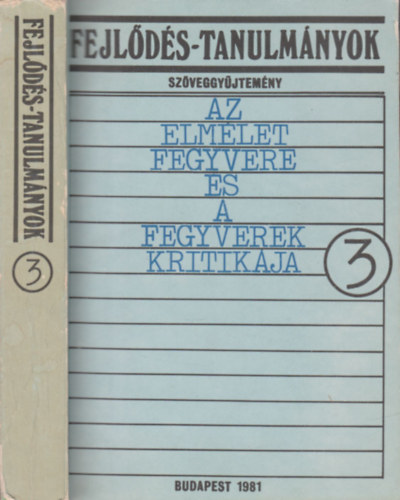 FEJLŐDÉS-TANULMÁNYOK
3
FEJLŐDÉS-TANULMÁNYOK
SZÖVEGGYŰJTEMÉNY
AZ
ELMÉLET
FEGYVERE
ÉS
A
FEGYVEREK
KRITIKÁJA
3
BUDAPEST 1981